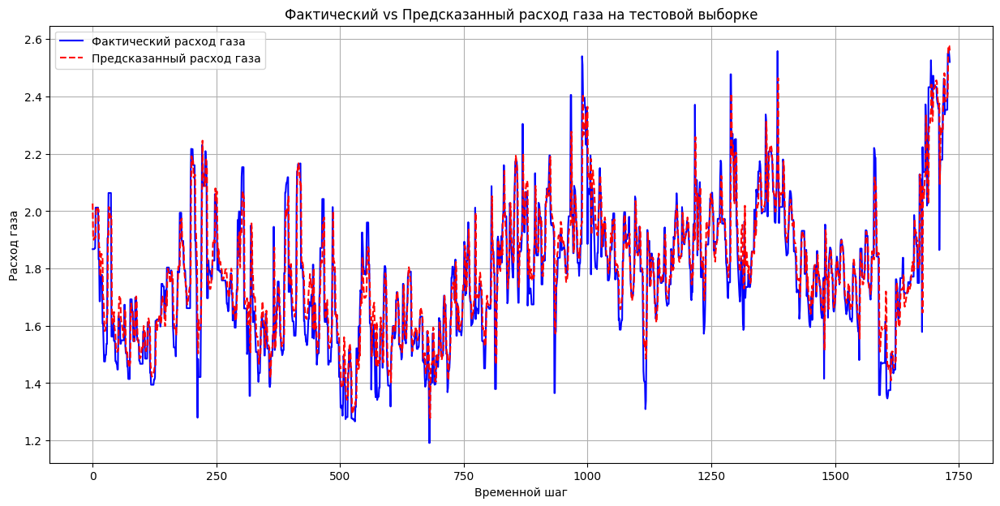 Фактический vs Предсказанный расход газа на тестовой выборке
Фактический расход газа
Предсказанный расход газа
Расход газа
2.6
2.4
2.2
2.0
1.8
1.6
1.4
1.2
0 250 500 750 1000 1250 1500 1750
Временной шаг